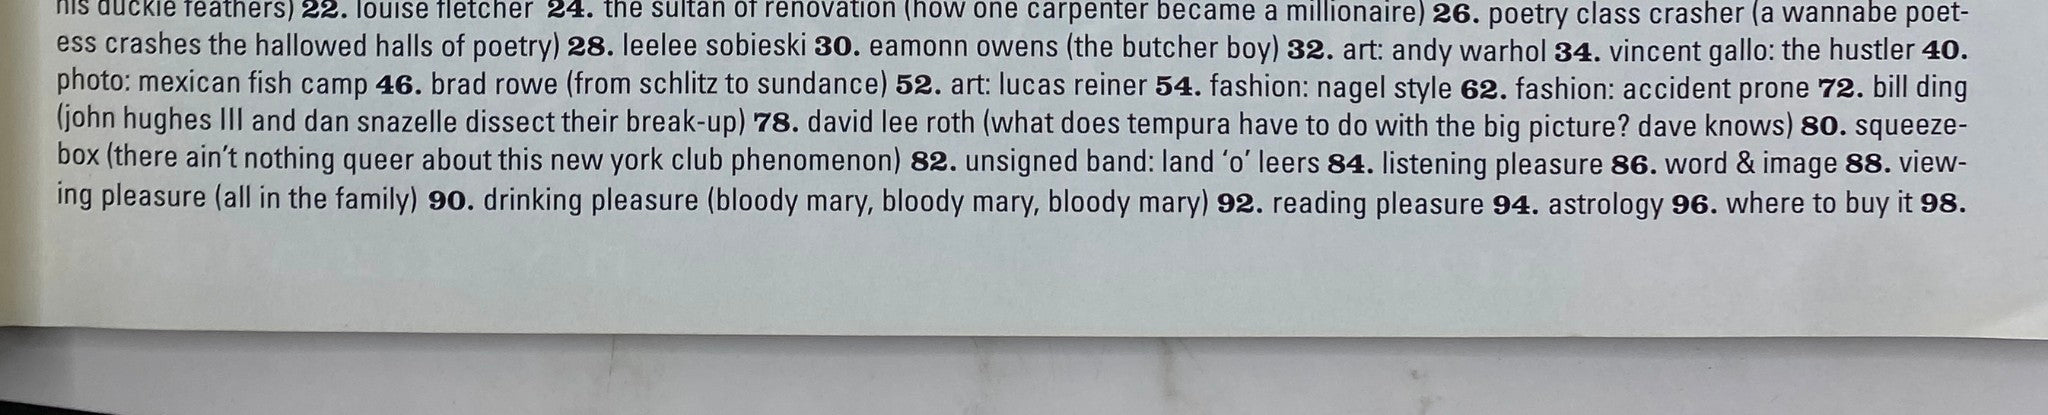 his duckie feathers) 22. louise fletcher 24. the sultan of renovation (how one carpenter became a millionaire) 26. poetry class crasher (a wannabe poet-
ess crashes the hallowed halls of poetry) 28. leelee sobieski 30. eamonn owens (the butcher boy) 32. art: andy warhol 34. vincent gallo: the hustler 40.
photo: mexican fish camp 46. brad rowe (from schlitz to sundance) 52. art: lucas reiner 54. fashion: nagel style 62. fashion: accident prone 72. bill ding
(john hughes III and dan snazelle dissect their break-up) 78. david lee roth (what does tempura have to do with the big picture? dave knows) 80. squeeze-
box (there ain't nothing queer about this new york club phenomenon) 82. unsigned band: land 'o' leers 84. listening pleasure 86. word & image 88. view-
ing pleasure (all in the family) 90. drinking pleasure (bloody mary, bloody mary, bloody mary) 92. reading pleasure 94. astrology 96. where to buy it 98.